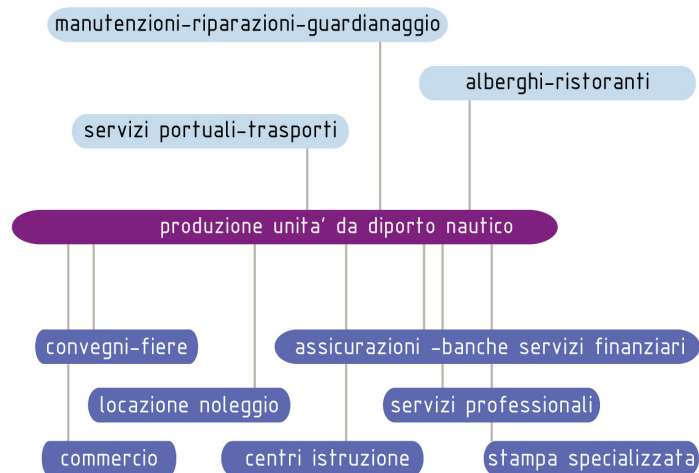 manutenzioni-riparazioni-guardianaggio
alberghi-ristoranti
servizi portuali-trasporti
produzione unita' da diporto nautico
convegni-fiere
assicurazioni -banche servizi finanziari
locazione noleggio
servizi professionali
commercio
centri istruzione
stampa specializzata